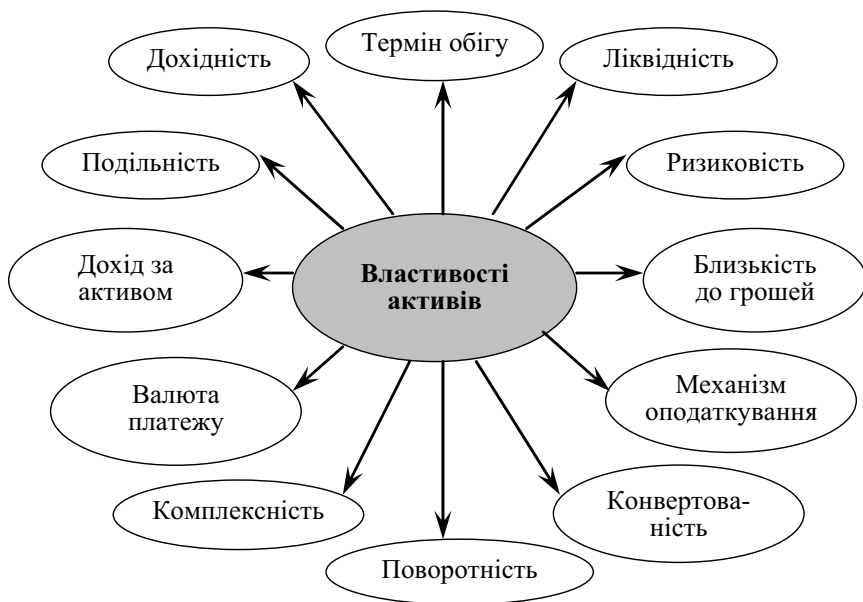 Термін обігу
Дохідність
Ліквідність
Подільність
Ризиковість
Дохід за
активом
Властивості
активів
Близькість
до грошей
Валюта
платежу
Механізм
оподаткування
Комплексність
Конвертова-
ність
Поворотність